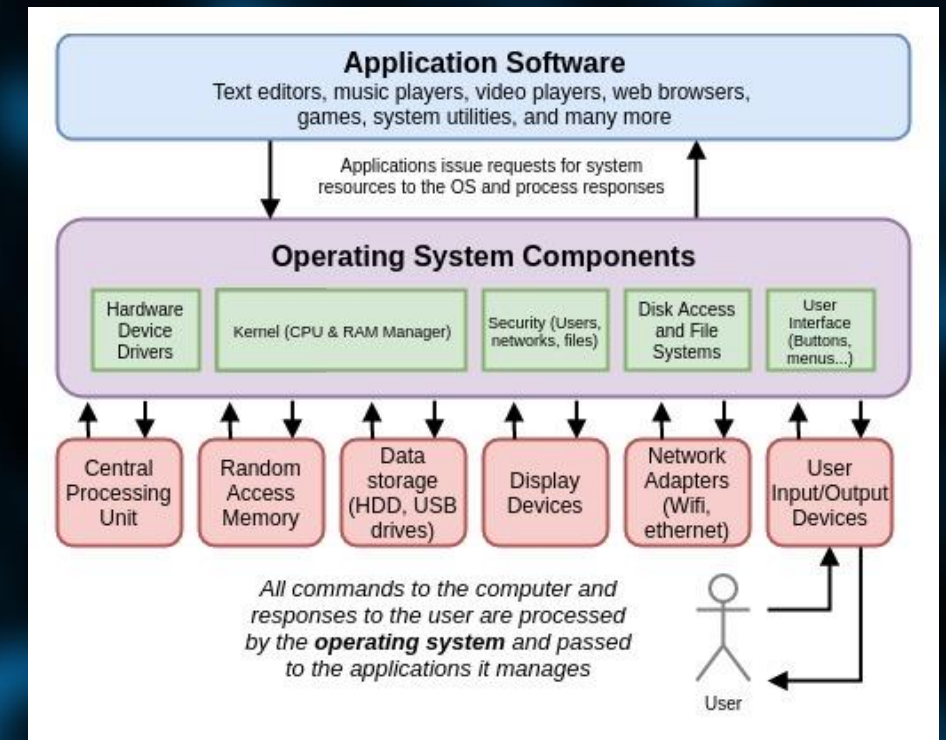 Application Software
Text editors, music players, video players, web browsers,
games, system utilities, and many more
Applications issue requests for system
resources to the OS and process responses
Operating System Components
Hardware
Device
Drivers
Kernel (CPU & RAM Manager)
Security (Users,
networks, files)
Disk Access
and File
Systems
User
Interface
(Buttons,
menus...)
Central
Processing
Unit
Random
Access
Memory
Data
storage
(HDD, USB
drives)
Display
Devices
Network
Adapters
(Wifi,
ethernet)
User
Input/Output
Devices
All commands to the computer and
responses to the user are processed
by the operating system and passed
to the applications it manages
User